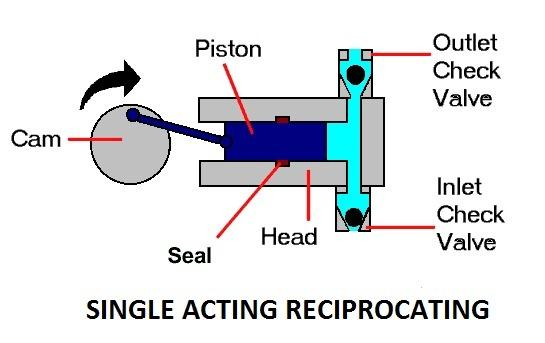 Piston
Outlet
Check
Valve
Cam
Inlet
Check
Valve
Head
Seal
SINGLE ACTING RECIPROCATING